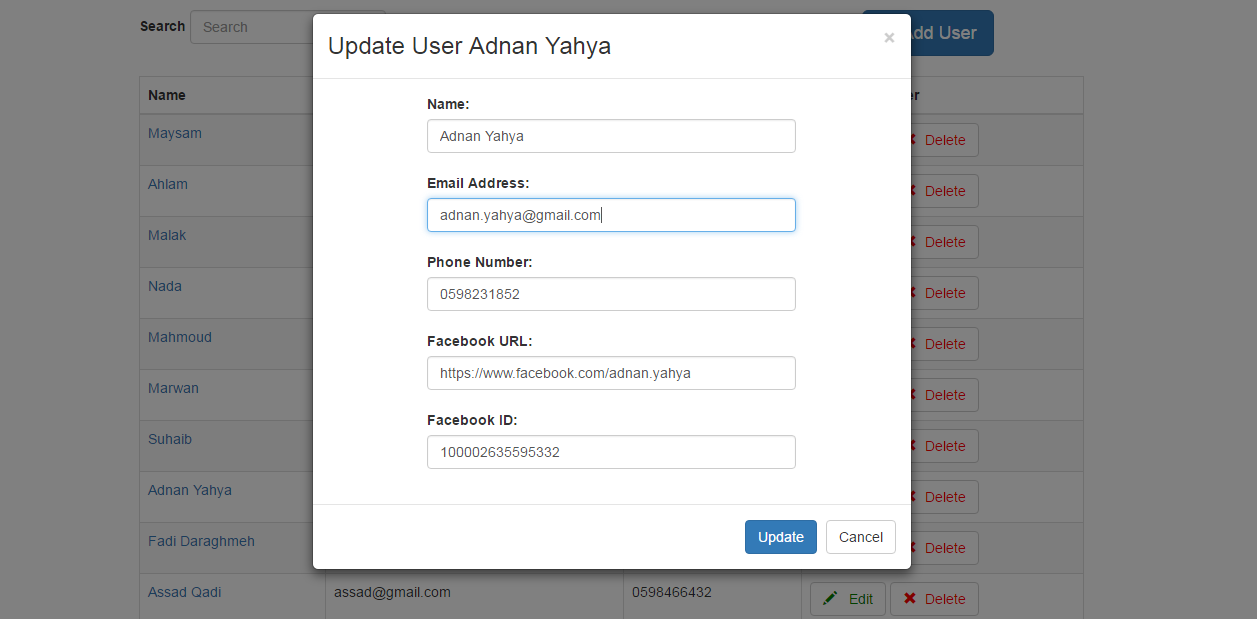 Search Search
Update User Adnan Yahya ×
dd User
Name
Name:
Adnan Yahya
Maysam
Delete
Email Address:
Ahlam
Delete
adnan.yahya@gmail.com
Malak
Delete
Phone Number:
Nada
0598231852
Delete
Mahmoud
Facebook URL:
Delete
https://www.facebook.com/adnan.yahya
Marwan
Delete
Facebook ID:
Suhaib
Delete
100002635595332
Adnan Yahya
Delete
Fadi Daraghmeh
Update Cancel
Delete
Assad Qadi assad@gmail.com 0598466432 Edit Delete